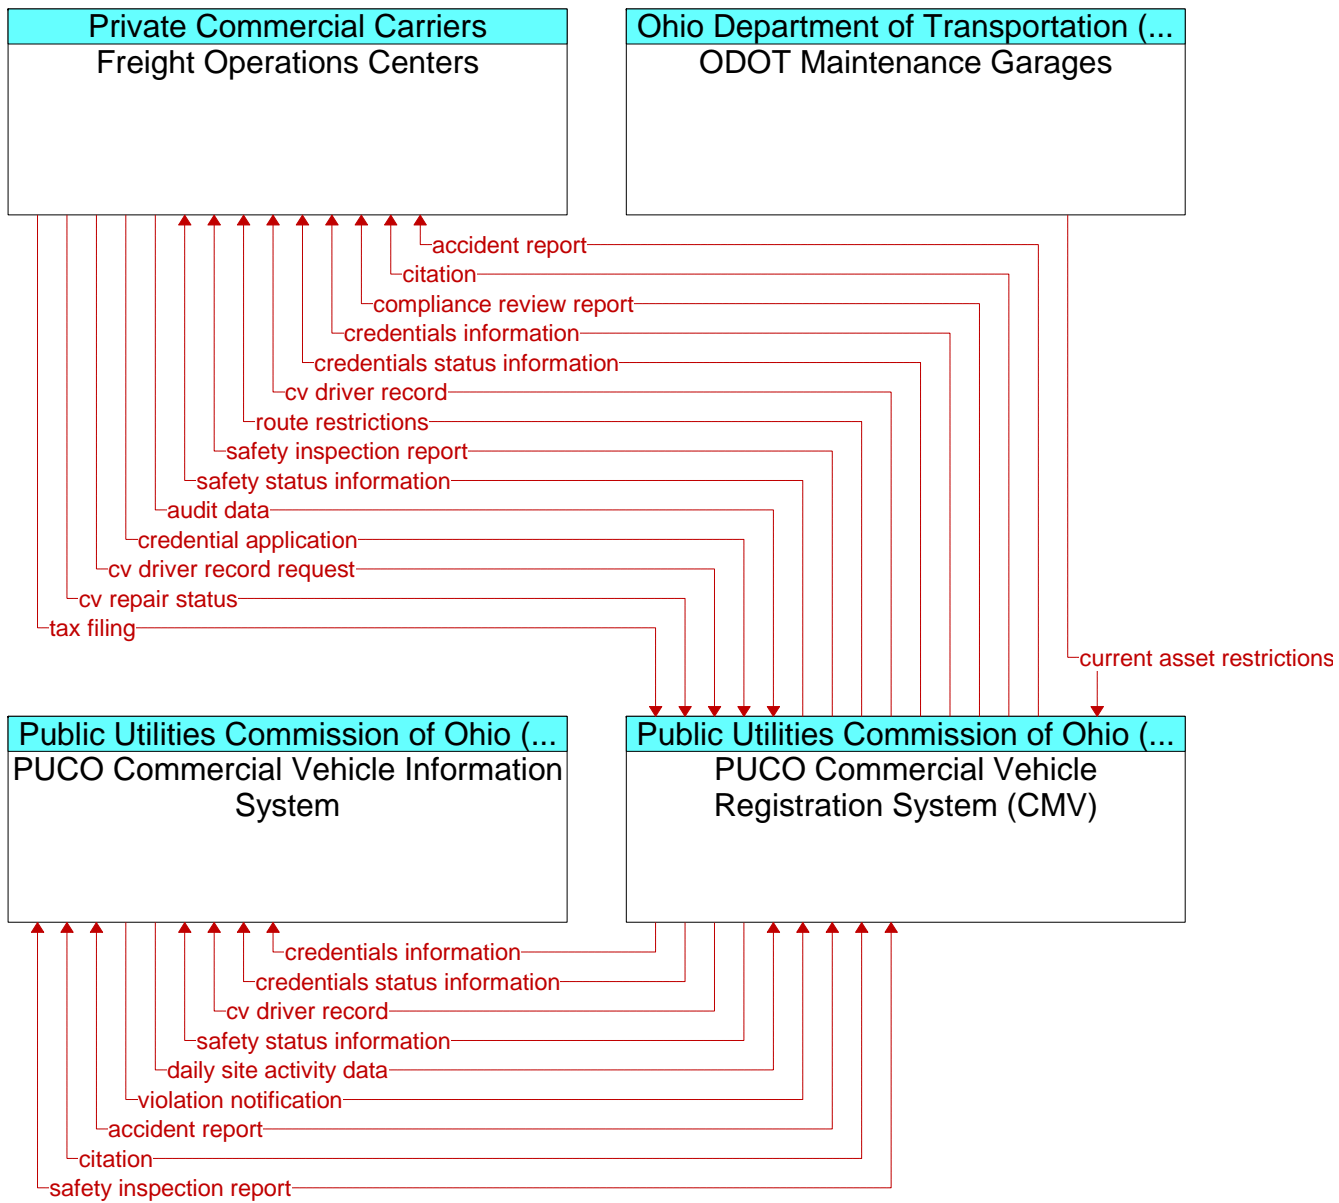 Private Commercial Carriers
Freight Operations Centers
Ohio Department of Transportation (...
ODOT Maintenance Garages
accident report
citation
compliance review report
credentials information
credentials status information
cv driver record
route restrictions
safety inspection report
safety status information
audit data
credential application
cv driver record request
cv repair status
tax filing
current asset restrictions
Public Utilities Commission of Ohio (...
PUCO Commercial Vehicle Information
System
Public Utilities Commission of Ohio (...
PUCO Commercial Vehicle
Registration System (CMV)
credentials information
credentials status information
cv driver record
safety status information
daily site activity data
violation notification
accident report
citation
safety inspection report